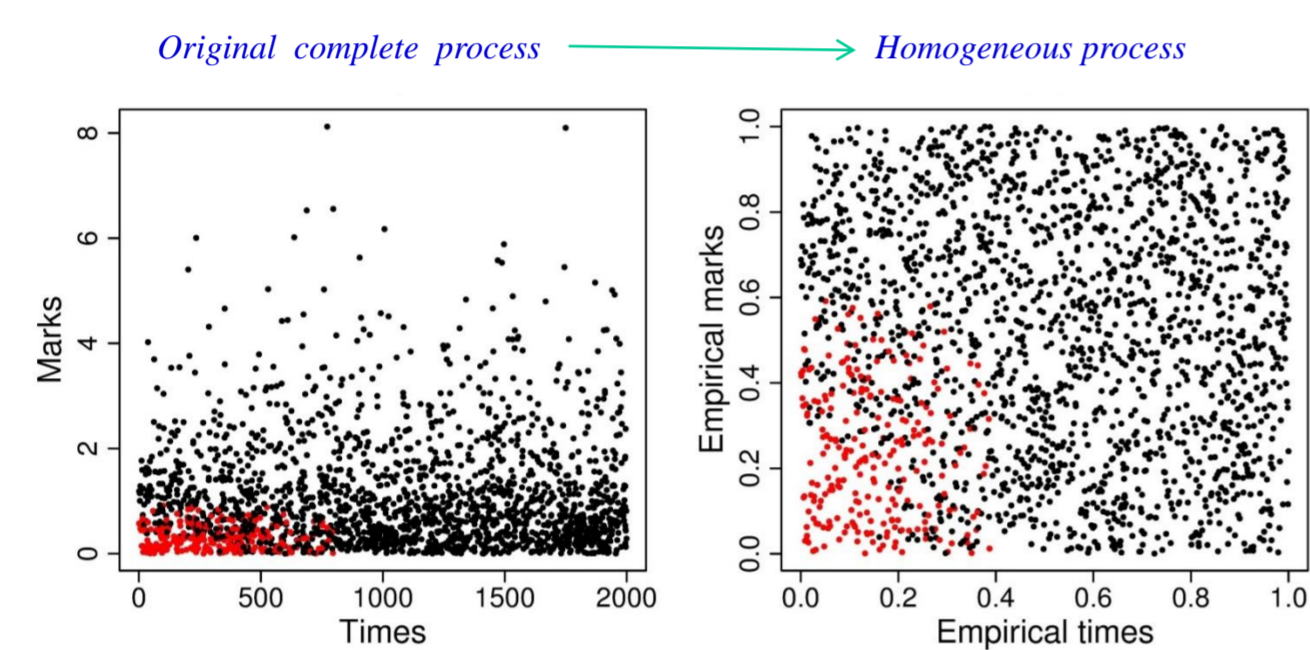 Original complete process
Homogeneous process
Marks
8
6
4
2
0
0 500 1000 1500 2000
Times
Empirical marks
1.0
0.8
0.6
0.4
0.2
0.0
0.0 0.2 0.4 0.6 0.8 1.0
Empirical times